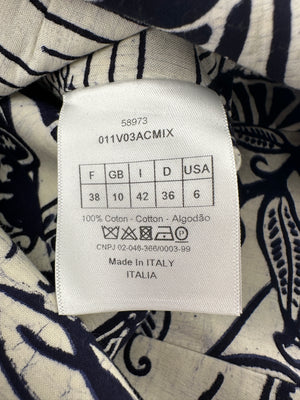 58973
011V03ACMIX
F GB I D USA
38 10 42 36 6
100% Coton - Cotton - Algodão
CNPJ 02-046-366/0003-99
Made In ITALY
ITALIA